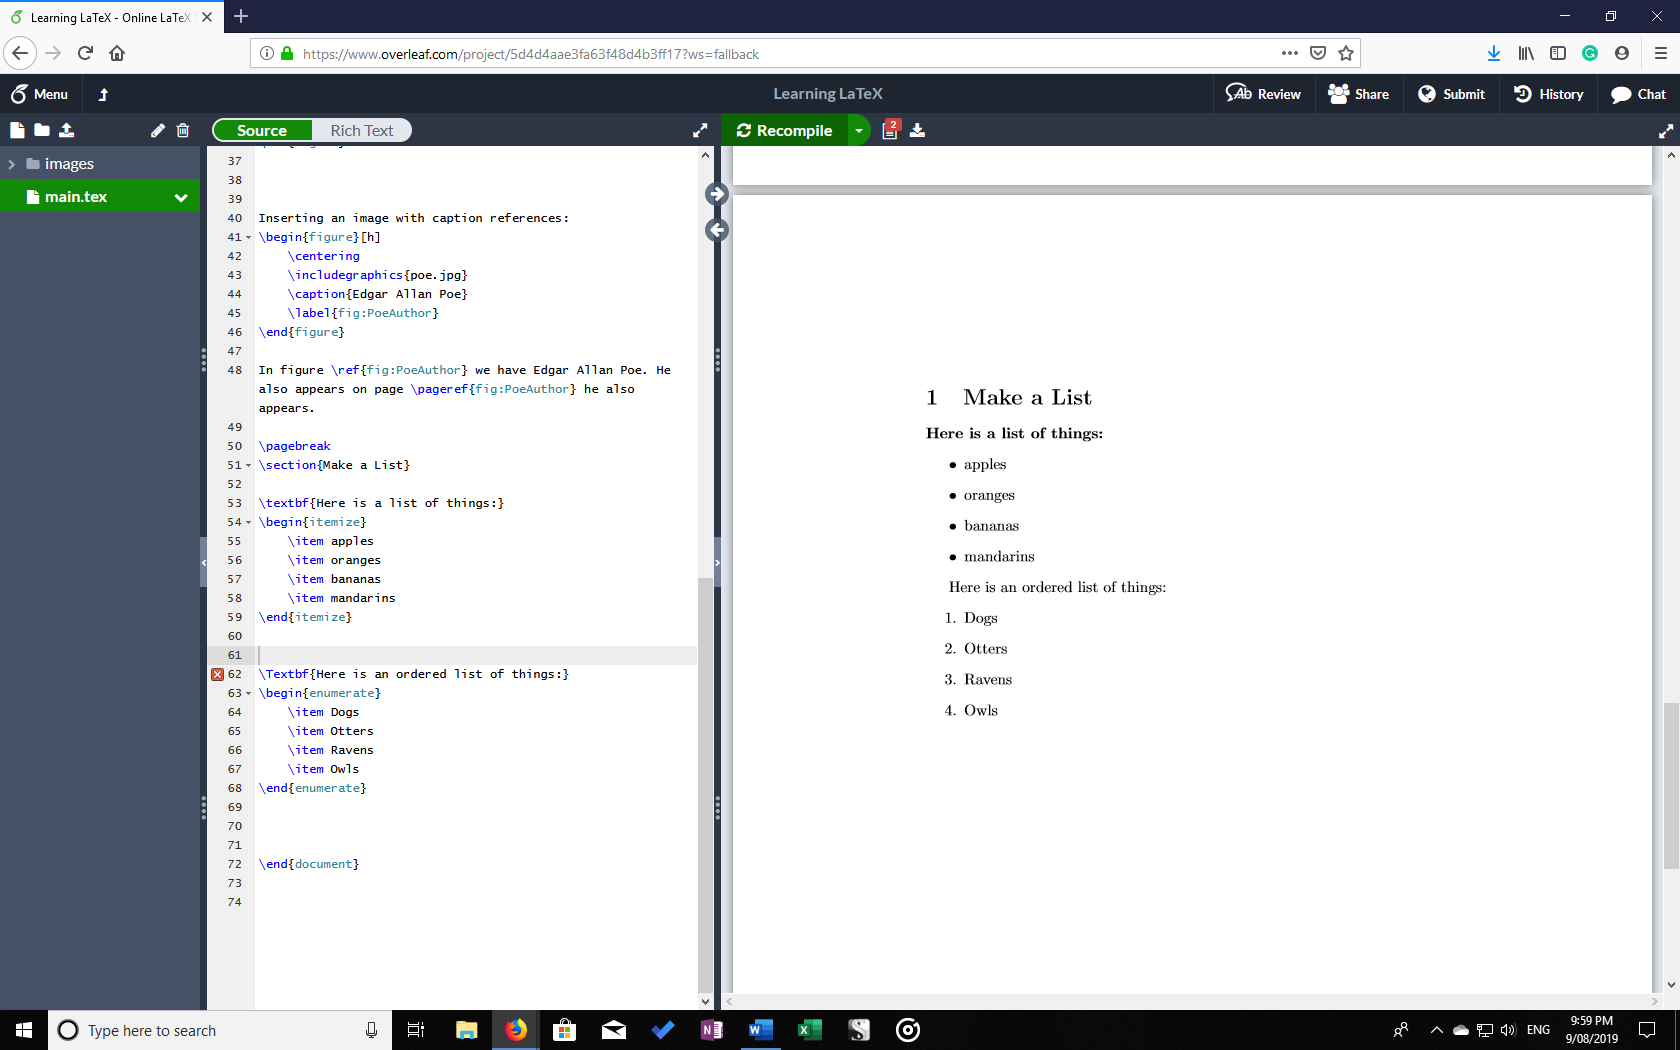 Learning LaTeX - Online LaTeX
https://www.overleaf.com/project/5d4d4aae3fa63f48d4b3ff17?ws=fallback
Menu
Learning LaTeX
Review
Share
Submit
History
Chat
Source
Rich Text
Recompile
2
images
main.tex
37
38
39
40 Inserting an image with caption references:
41 \begin{figure}[h]
42 \centering
43 \includegraphics{poe.jpg}
44 \caption{Edgar Allan Poe}
45 \label{fig:PoeAuthor}
46 \end{figure}
47
48 In figure \ref{fig:PoeAuthor} we have Edgar Allan Poe. He
also appears on page \pageref{fig:PoeAuthor} he also
appears.
49
50 \pagebreak
51 \section{Make a List}
52
53 \textbf{Here is a list of things:}
54 \begin{itemize}
55 \item apples
56 \item oranges
57 \item bananas
58 \item mandarins
59 \end{itemize}
60
61
62 \Textbf{Here is an ordered list of things:}
63 \begin{enumerate}
64 \item Dogs
65 \item Otters
66 \item Ravens
67 \item Owls
68 \end{enumerate}
69
70
71
72 \end{document}
73
74
1 Make a List
Here is a list of things:
• apples
• oranges
• bananas
• mandarins
Here is an ordered list of things:
1. Dogs
2. Otters
3. Ravens
4. Owls
Type here to search
ENG
9:59 PM
9/08/2019